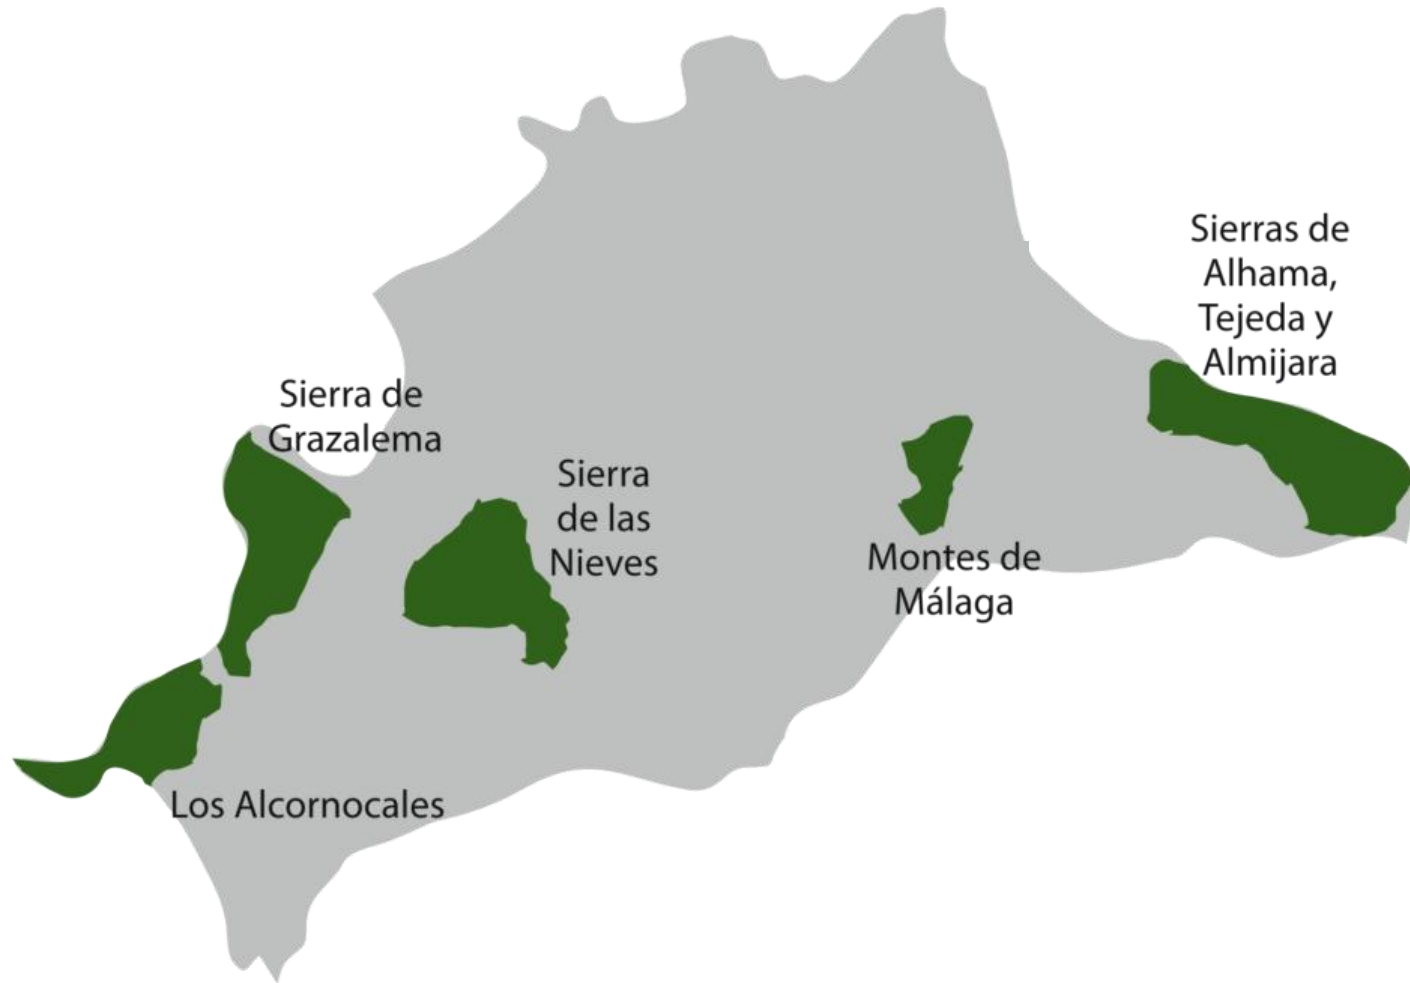 Sierras de
Alhama,
Tejeda y
Almijara
Sierra de
Grazalema
Sierra
de las
Nieves
Montes de
Málaga
Los Alcornocales